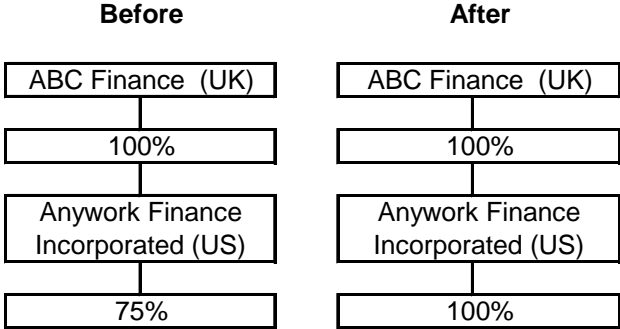 Before
After
ABC Finance (UK)
ABC Finance (UK)
100%
100%
Anywork Finance
Incorporated (US)
Anywork Finance
Incorporated (US)
75%
100%